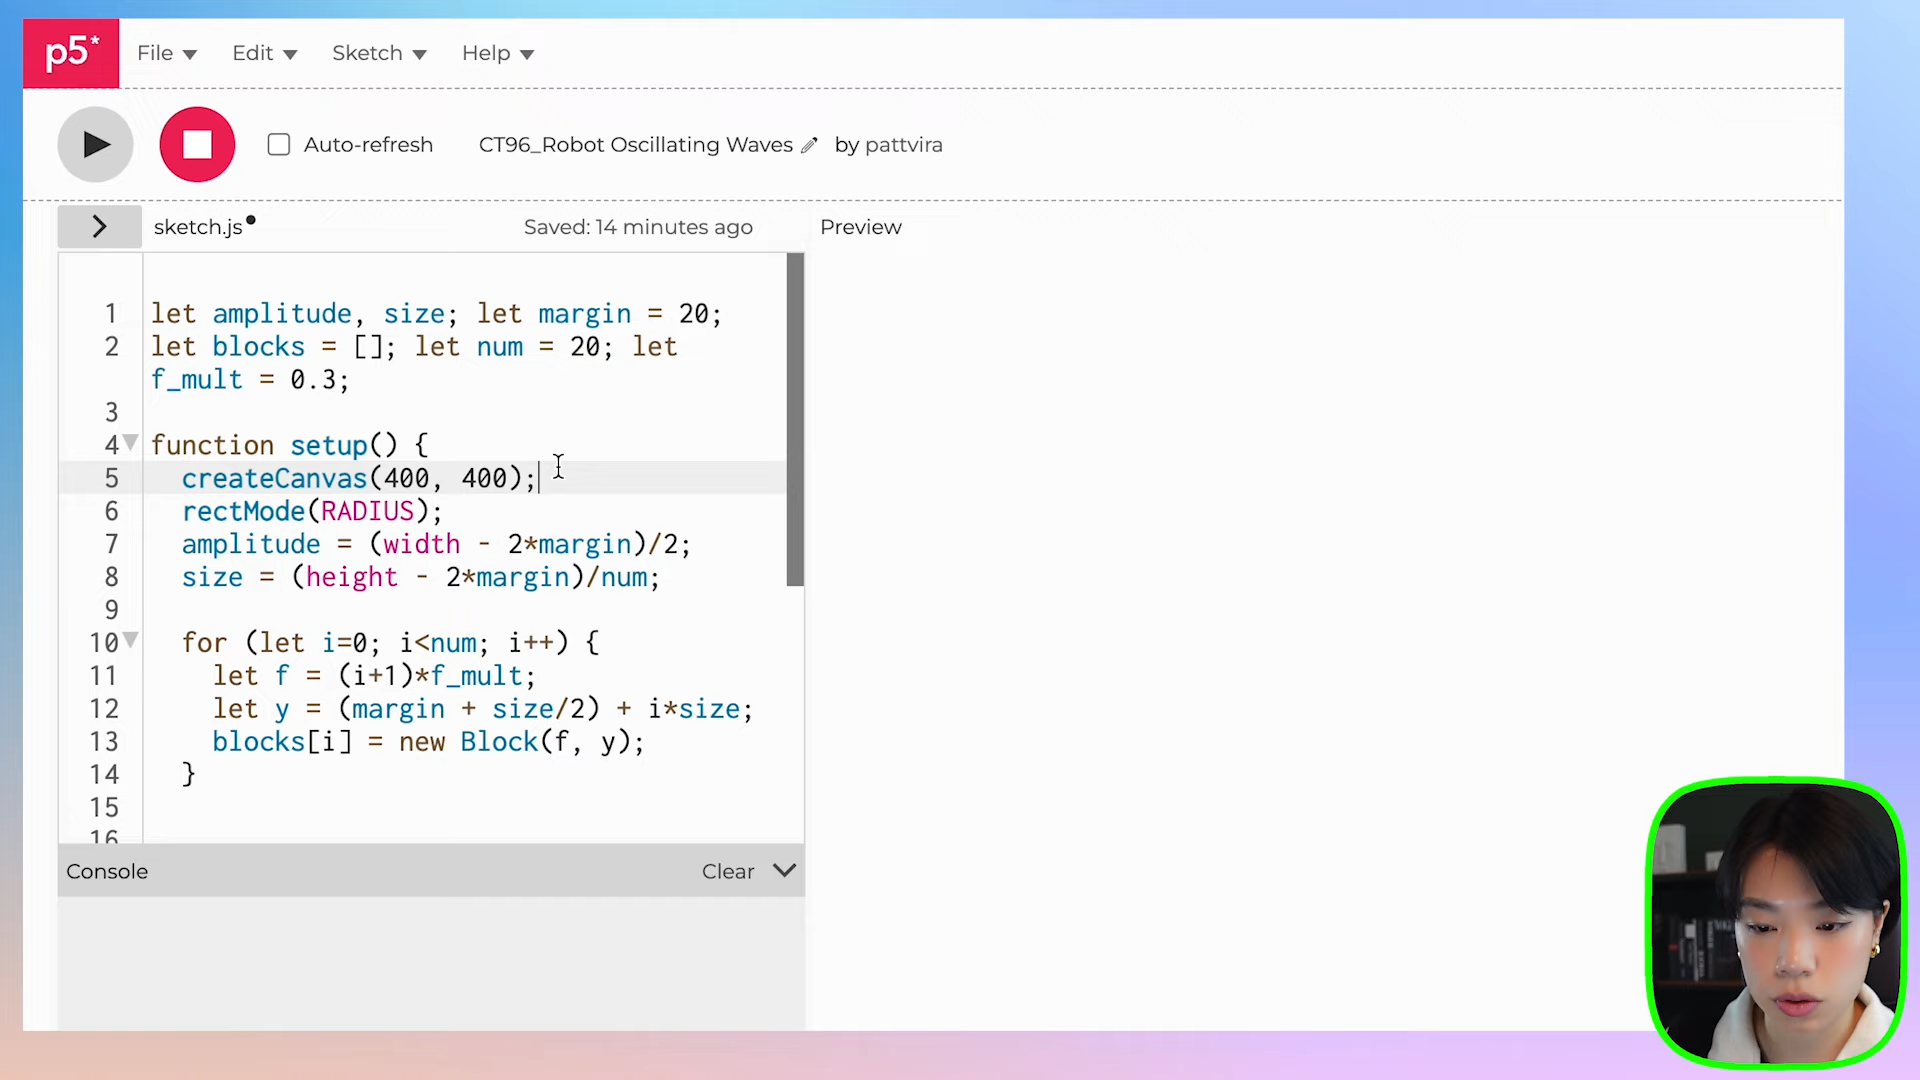 p5* File Edit Sketch Help
Auto-refresh CT96_Robot Oscillating Waves by pattvira
sketch.js Saved: 14 minutes ago Preview
1 let amplitude, size; let margin = 20;
2 let blocks = []; let num = 20; let
f_mult = 0.3;
3
4 function setup() {
5 createCanvas(400, 400);
6 rectMode(RADIUS);
7 amplitude = (width - 2*margin)/2;
8 size = (height - 2*margin)/num;
9
10 for (let i=0; i<num; i++) {
11 let f = (i+1)*f_mult;
12 let y = (margin + size/2) + i*size;
13 blocks[i] = new Block(f, y);
14 }
15
16
Console Clear